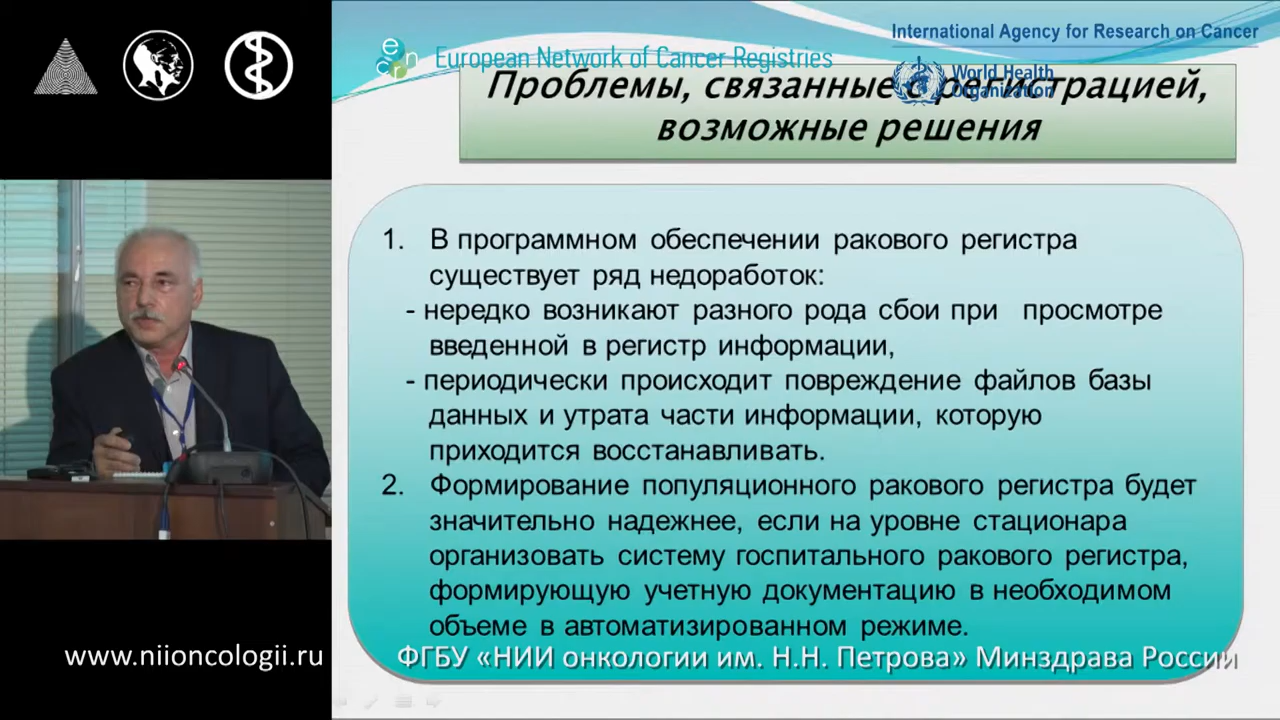 International Agency for Research on Cancer
European Network of Cancer Registries
World Health
Organization
Проблемы, связанные с регистрацией,
возможные решения
1. В программном обеспечении ракового регистра
существует ряд недоработок:
- нередко возникают разного рода сбои при просмотре
введенной в регистр информации,
- периодически происходит повреждение файлов базы
данных и утрата части информации, которую
приходится восстанавливать.
2. Формирование популяционного ракового регистра будет
значительно надежнее, если на уровне стационара
организовать систему госпитального ракового регистра,
формирующую учетную документацию в необходимом
объеме в автоматизированном режиме.
www.niioncologii.ru
ФГБУ «НИИ онкологии им. Н.Н. Петрова» Минздрава России